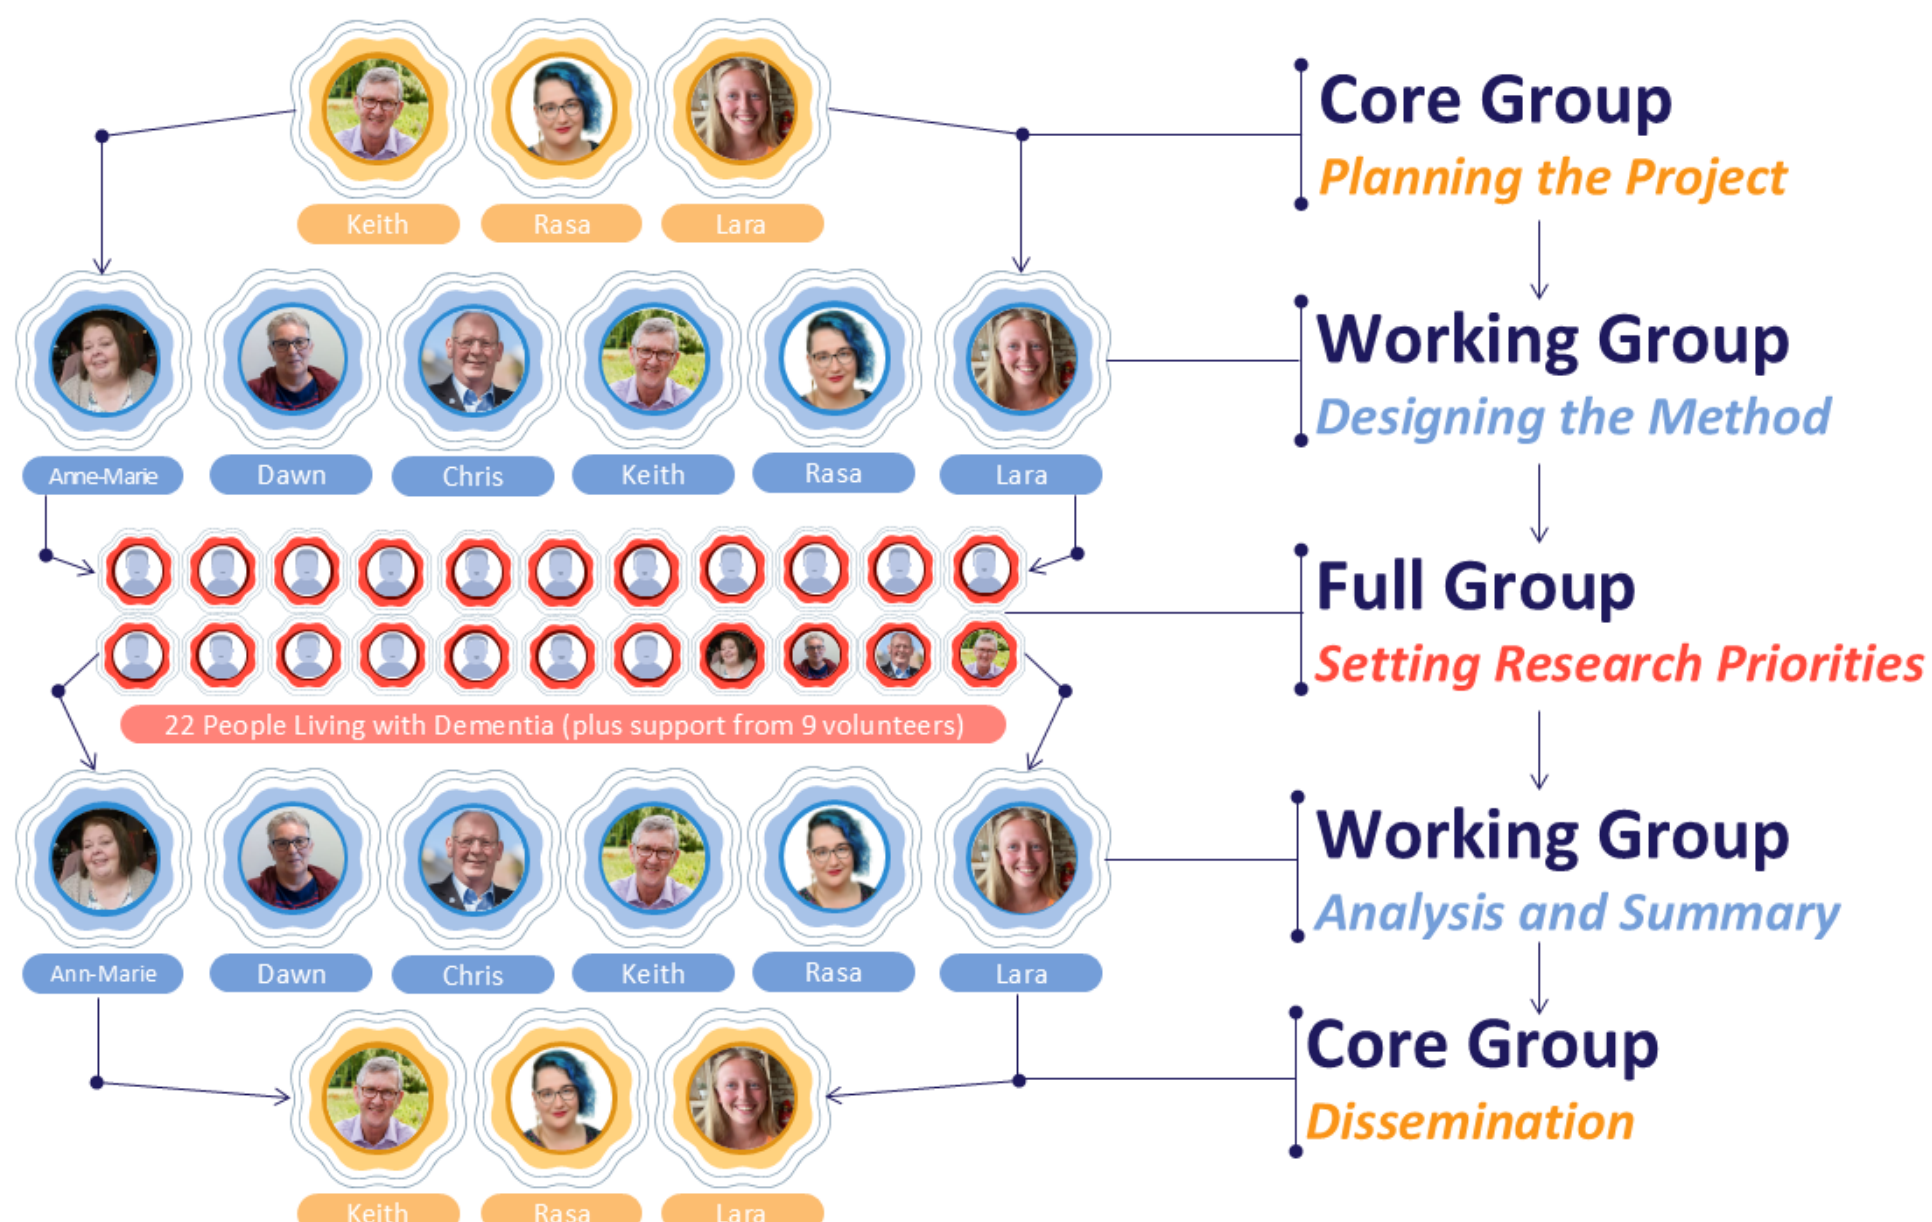 Core Group
Planning the Project
Keith
Rasa
Lara
Working Group
Designing the Method
Anne-Marie
Dawn
Chris
Keith
Rasa
Lara
Full Group
Setting Research Priorities
22 People Living with Dementia (plus support from 9 volunteers)
Working Group
Analysis and Summary
Ann-Marie
Dawn
Chris
Keith
Rasa
Lara
Core Group
Dissemination
Keith
Rasa
Lara